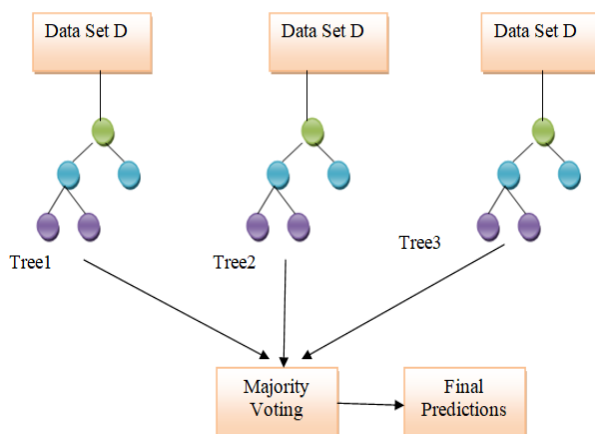 Data Set D
Data Set D
Data Set D
Tree1
Tree2
Tree3
Majority
Voting
Final
Predictions